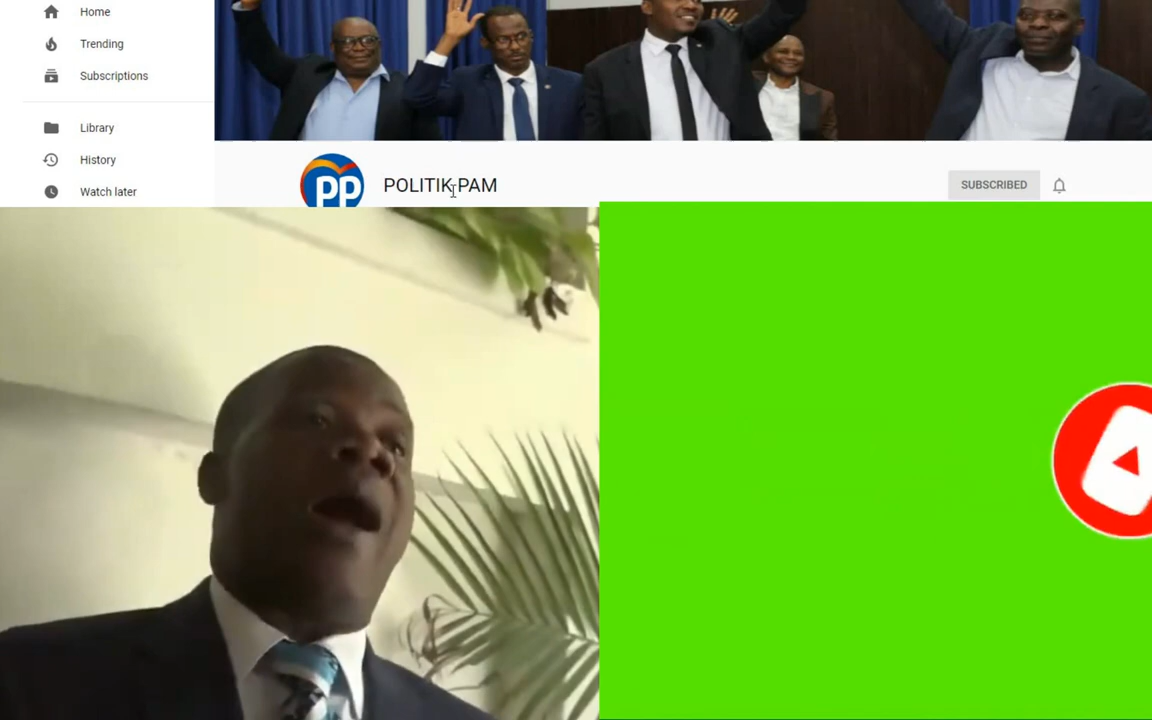 Home
Trending
Subscriptions
Library
History
Watch later
pp
POLITIK PAM
SUBSCRIBED